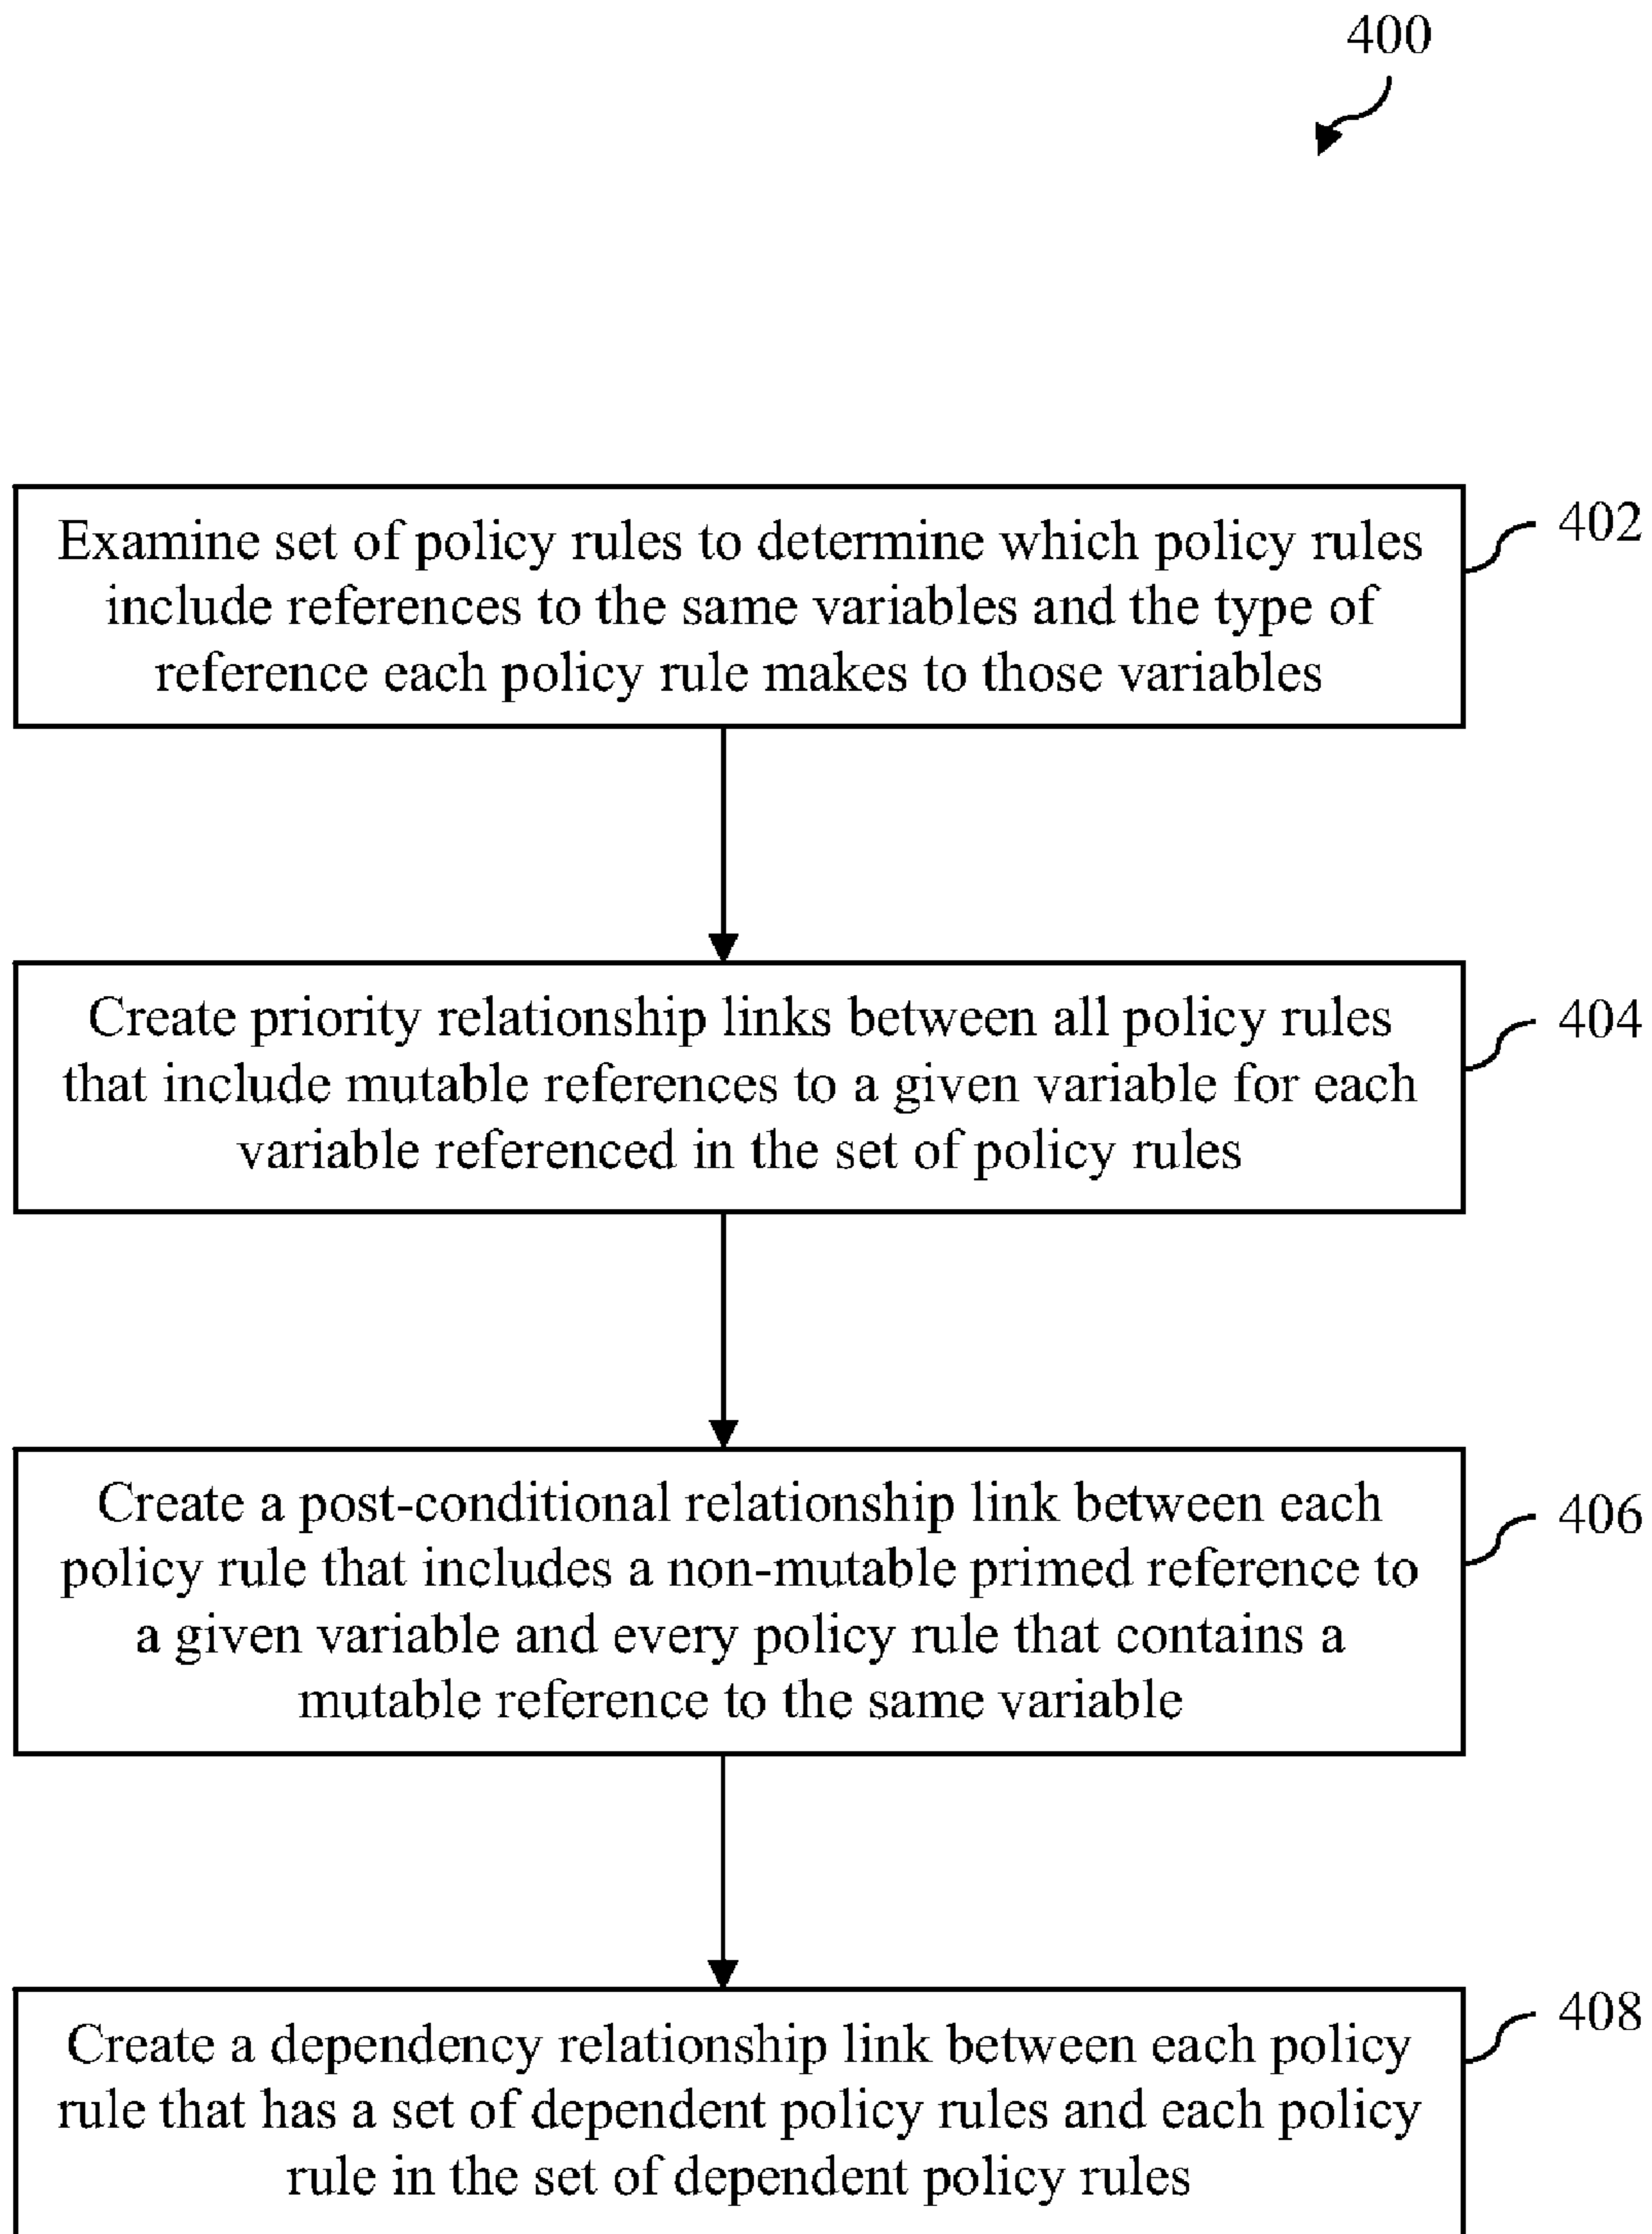 400
Examine set of policy rules to determine which policy rules
include references to the same variables and the type of
reference each policy rule makes to those variables
402
Create priority relationship links between all policy rules
that include mutable references to a given variable for each
variable referenced in the set of policy rules
404
Create a post-conditional relationship link between each
policy rule that includes a non-mutable primed reference to
a given variable and every policy rule that contains a
mutable reference to the same variable
406
Create a dependency relationship link between each policy
rule that has a set of dependent policy rules and each policy
rule in the set of dependent policy rules
408